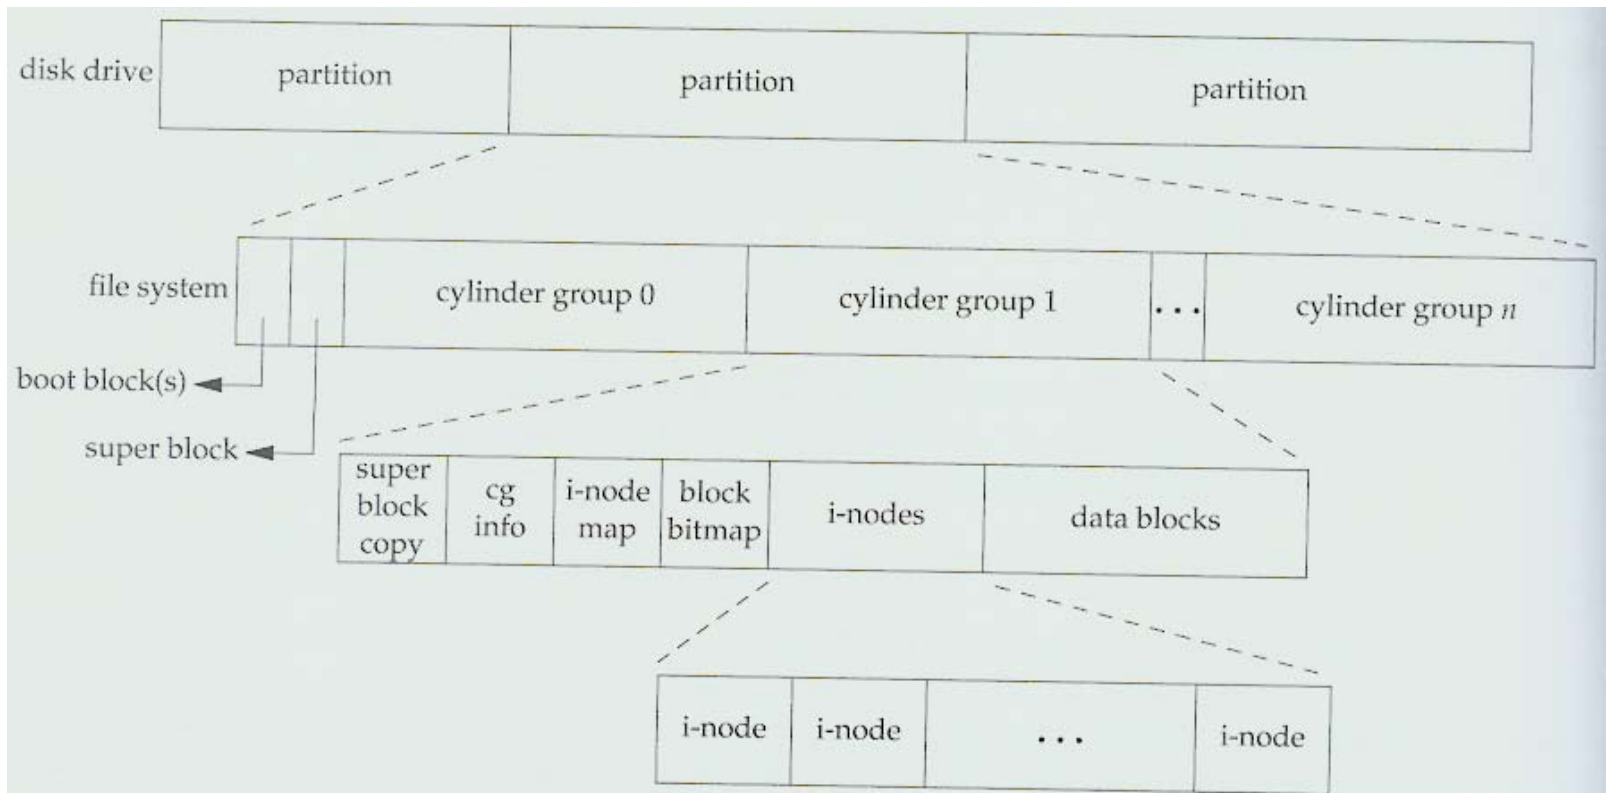 disk drive
partition
partition
partition
file system
cylinder group 0
cylinder group 1
...
cylinder group n
boot block(s)
super block
super
block
copy
cg
info
i-node
map
block
bitmap
i-nodes
data blocks
i-node
i-node
...
i-node